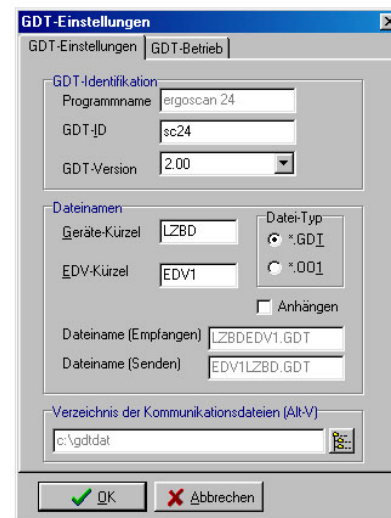 GDT-Einstellungen
GDT-Einstellungen GDT-Betrieb
GDT-Identifikation
Programmname ergoscan 24
GDT-ID sc24
GDT-Version 2.00
Dateinamen
Geräte-Kürzel LZBD
Datei-Typ
*.GDT
EDV-Kürzel EDV1
*.001
Anhängen
Dateiname (Empfangen) LZBDEDV1.GDT
Dateiname (Senden) EDV1LZBD.GDT
Verzeichnis der Kommunikationsdateien (Alt-V)
c:\gdtdat
OK Abbrechen